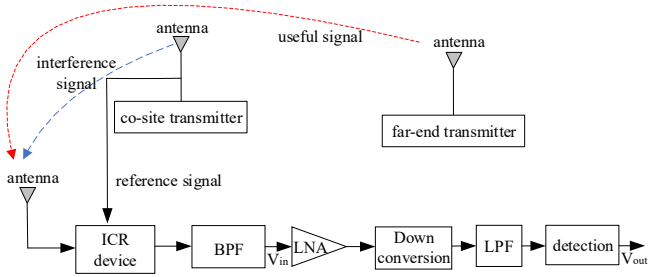 antenna
useful signal
antenna
interference
signal
co-site transmitter
far-end transmitter
antenna
reference signal
ICR
device
BPF
Vin
LNA
Down
conversion
LPF
detection
Vout